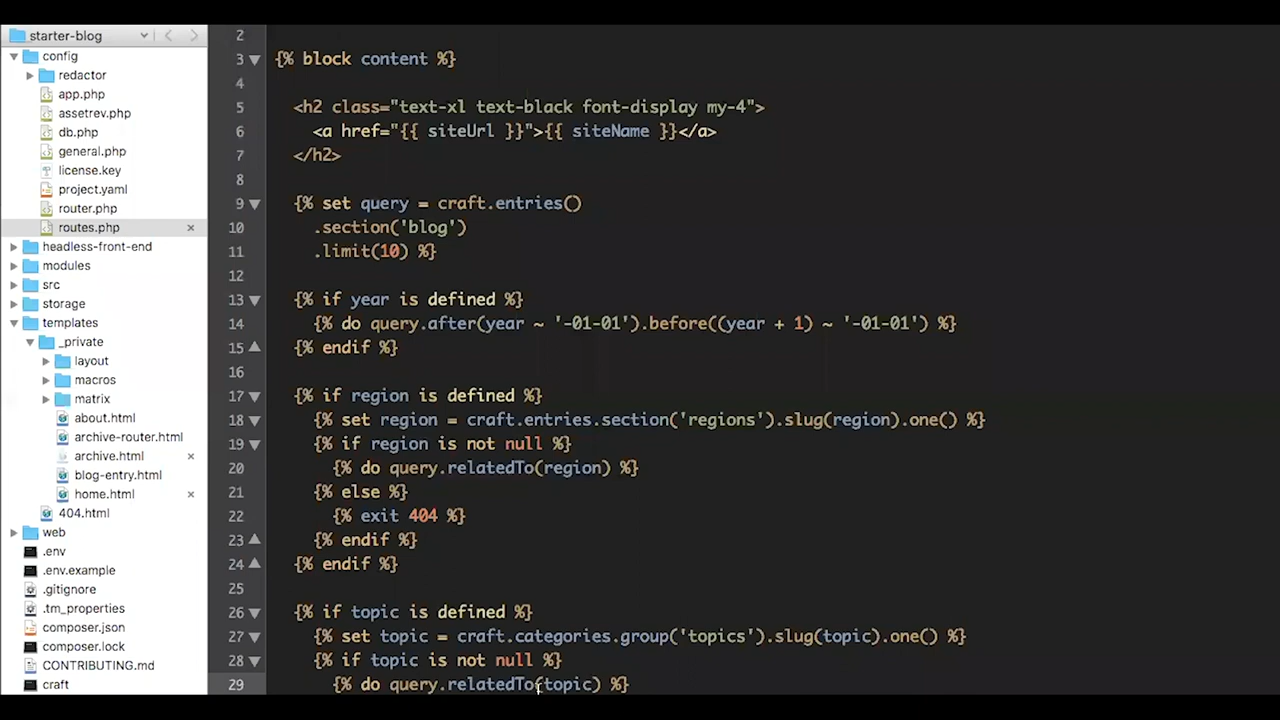 starter-blog
config
redactor
app.php
assetrev.php
db.php
general.php
license.key
project.yaml
router.php
routes.php
headless-front-end
modules
src
storage
templates
_private
layout
macros
matrix
about.html
archive-router.html
archive.html
blog-entry.html
home.html
404.html
web
.env
.env.example
.gitignore
.tm_properties
composer.json
composer.lock
CONTRIBUTING.md
craft
2
3 {% block content %}
4
5 <h2 class="text-xl text-black font-display my-4">
6 <a href="{{ siteUrl }}">{{ siteName }}</a>
7 </h2>
8
9 {% set query = craft.entries()
10 .section('blog')
11 .limit(10) %}
12
13 {% if year is defined %}
14 {% do query.after(year ~ '-01-01').before((year + 1) ~ '-01-01') %}
15 {% endif %}
16
17 {% if region is defined %}
18 {% set region = craft.entries.section('regions').slug(region).one() %}
19 {% if region is not null %}
20 {% do query.relatedTo(region) %}
21 {% else %}
22 {% exit 404 %}
23 {% endif %}
24 {% endif %}
25
26 {% if topic is defined %}
27 {% set topic = craft.categories.group('topics').slug(topic).one() %}
28 {% if topic is not null %}
29 {% do query.relatedTo(topic) %}